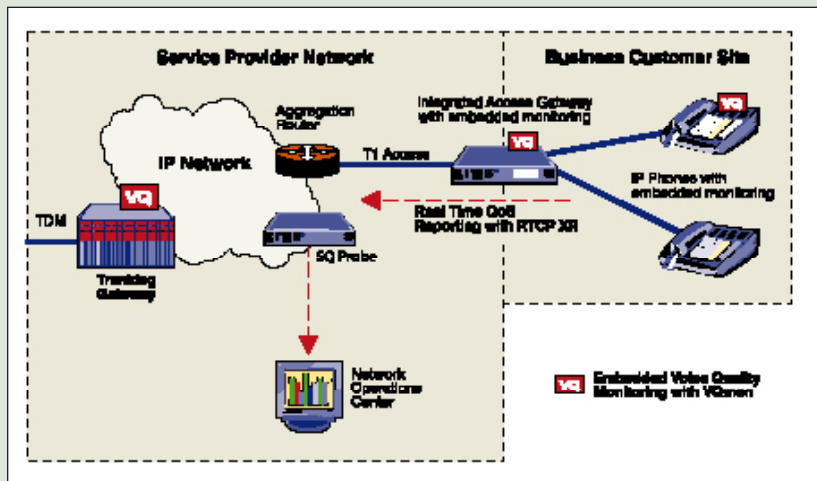 Service Provider Network
Business Customer Site
Aggregation
Router
Integrated Access Gateway
with embedded monitoring
VQ
VQ
IP Network
T1 Access
VQ
IP Phones with
embedded monitoring
TDM
Real Time QoS
Reporting with RTCP XR
SQ Probe
Trunking
Gateway
Network
Operations
Center
VQ
Embedded Voice Quality
Monitoring with VQmon